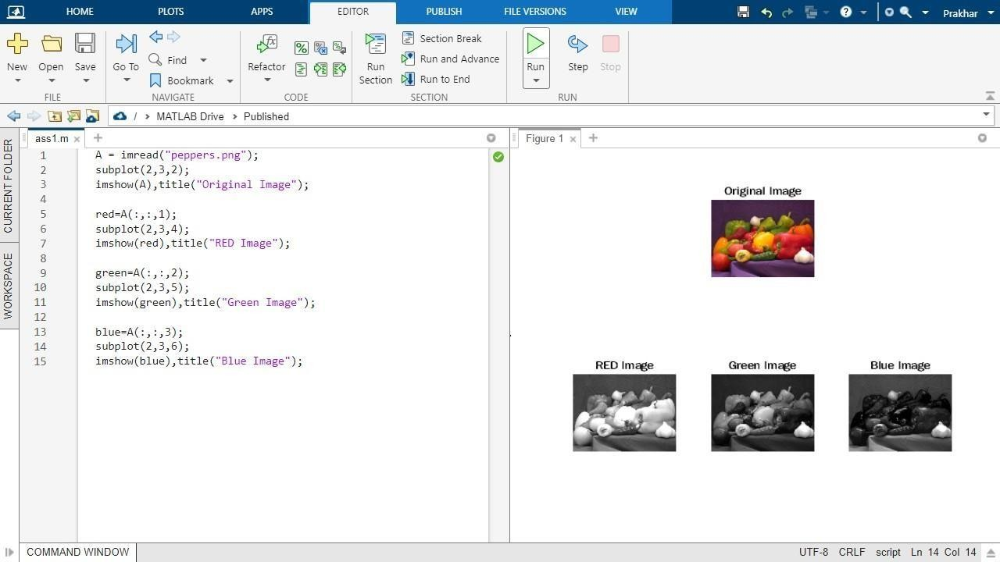 HOME PLOTS APPS EDITOR PUBLISH FILE VERSIONS VIEW Prakhar
New Open Save Go To Find Bookmark Refactor Run Section Section Break Run and Advance Run to End Run Step Stop
FILE NAVIGATE CODE SECTION RUN
/ › MATLAB Drive › Published
CURRENT FOLDER
WORKSPACE
ass1.m × +
1 A = imread("peppers.png");
2 subplot(2,3,2);
3 imshow(A),title("Original Image");
4
5 red=A(:,:,1);
6 subplot(2,3,4);
7 imshow(red),title("RED Image");
8
9 green=A(:,:,2);
10 subplot(2,3,5);
11 imshow(green),title("Green Image");
12
13 blue=A(:,:,3);
14 subplot(2,3,6);
15 imshow(blue),title("Blue Image");
Figure 1 × +
Original Image
RED Image Green Image Blue Image
COMMAND WINDOW
UTF-8 CRLF script Ln 14 Col 14